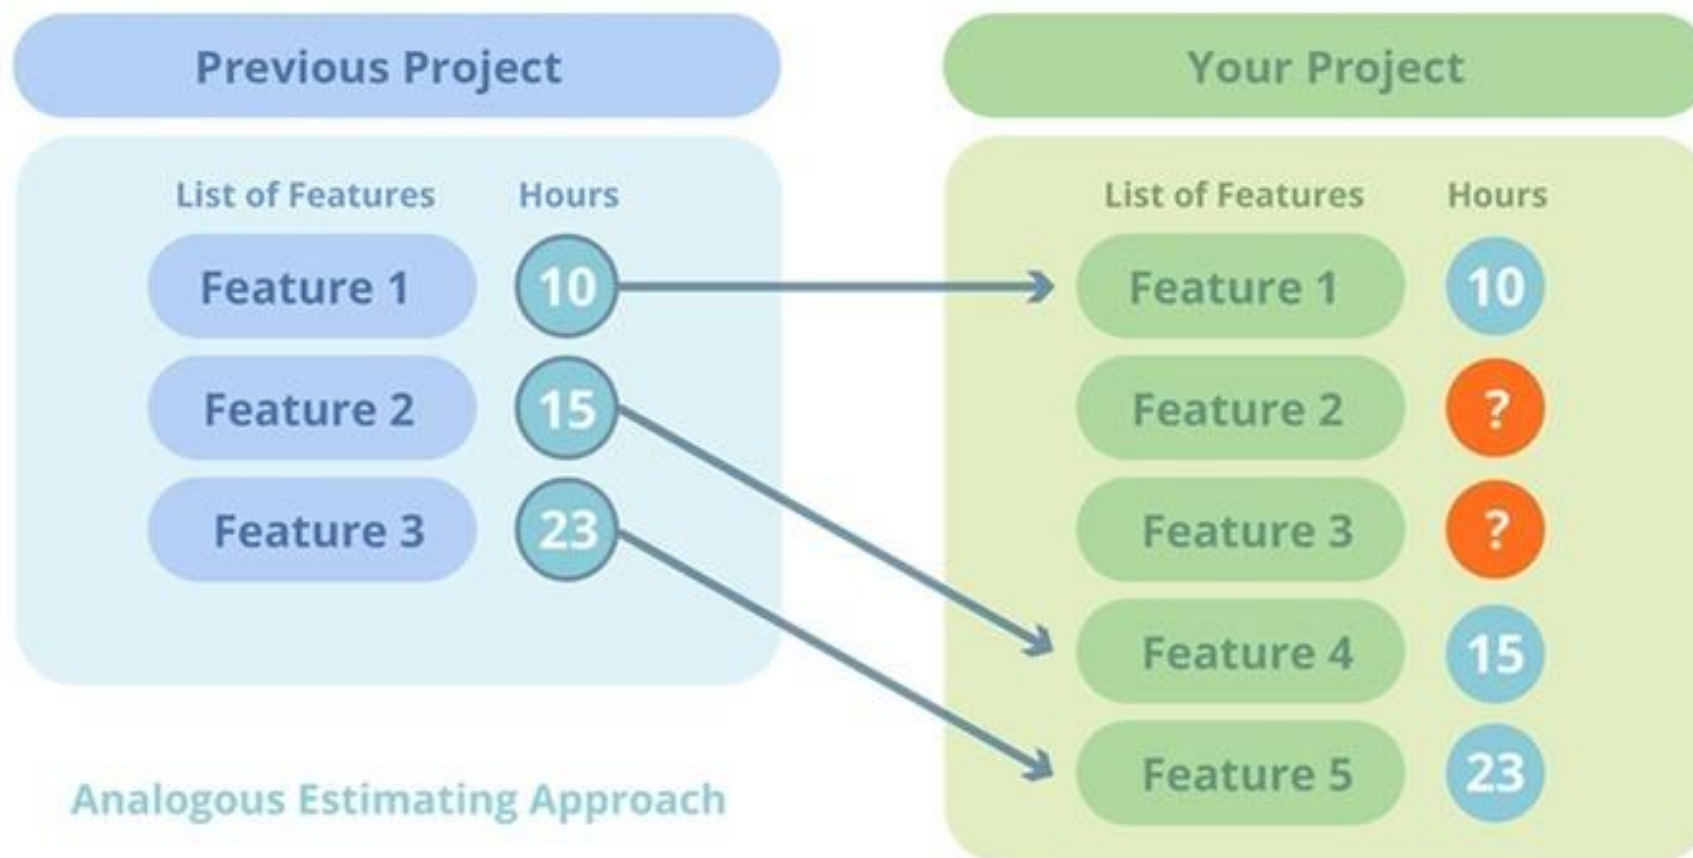 Previous Project
List of Features Hours
Feature 1 10
Feature 2 15
Feature 3 23
Analogous Estimating Approach
Your Project
List of Features Hours
Feature 1 10
Feature 2 ?
Feature 3 ?
Feature 4 15
Feature 5 23